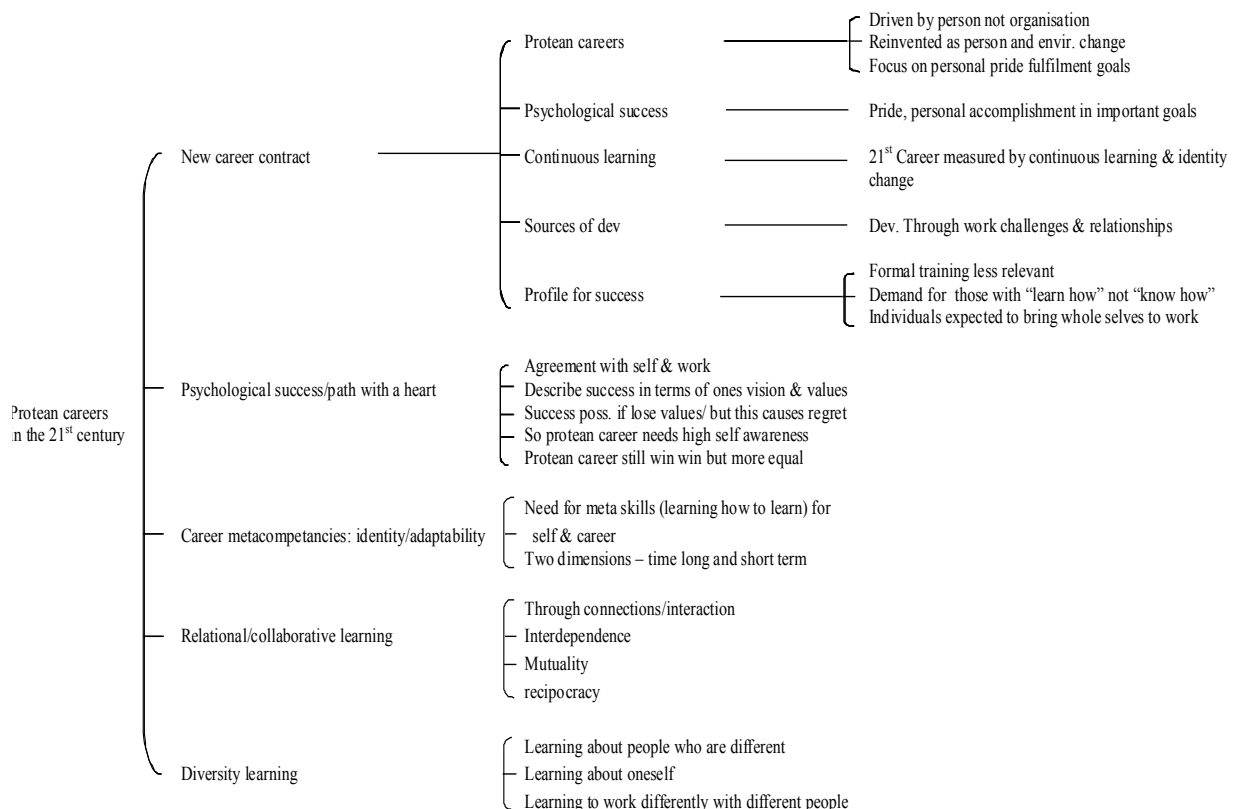 Driven by person not organisation
Protean careers
Reinvented as person and envir. change
Focus on personal pride fulfilment goals
Psychological success
Pride, personal accomplishment in important goals
New career contract
Continuous learning
21st Career measured by continuous learning & identity
change
Sources of dev
Dev. Through work challenges & relationships
Formal training less relevant
Profile for success
Demand for those with “learn how” not “know how”
Individuals expected to bring whole selves to work
Protean careers
in the 21st century
Psychological success/path with a heart
Agreement with self & work
Describe success in terms of ones vision & values
Success poss. if lose values/ but this causes regret
So protean career needs high self awareness
Protean career still win win but more equal
Career metacompetancies: identity/adaptability
Need for meta skills (learning how to learn) for
self & career
Two dimensions – time long and short term
Relational/collaborative learning
Through connections/interaction
Interdependence
Mutuality
recipocracy
Diversity learning
Learning about people who are different
Learning about oneself
Learning to work differently with different people